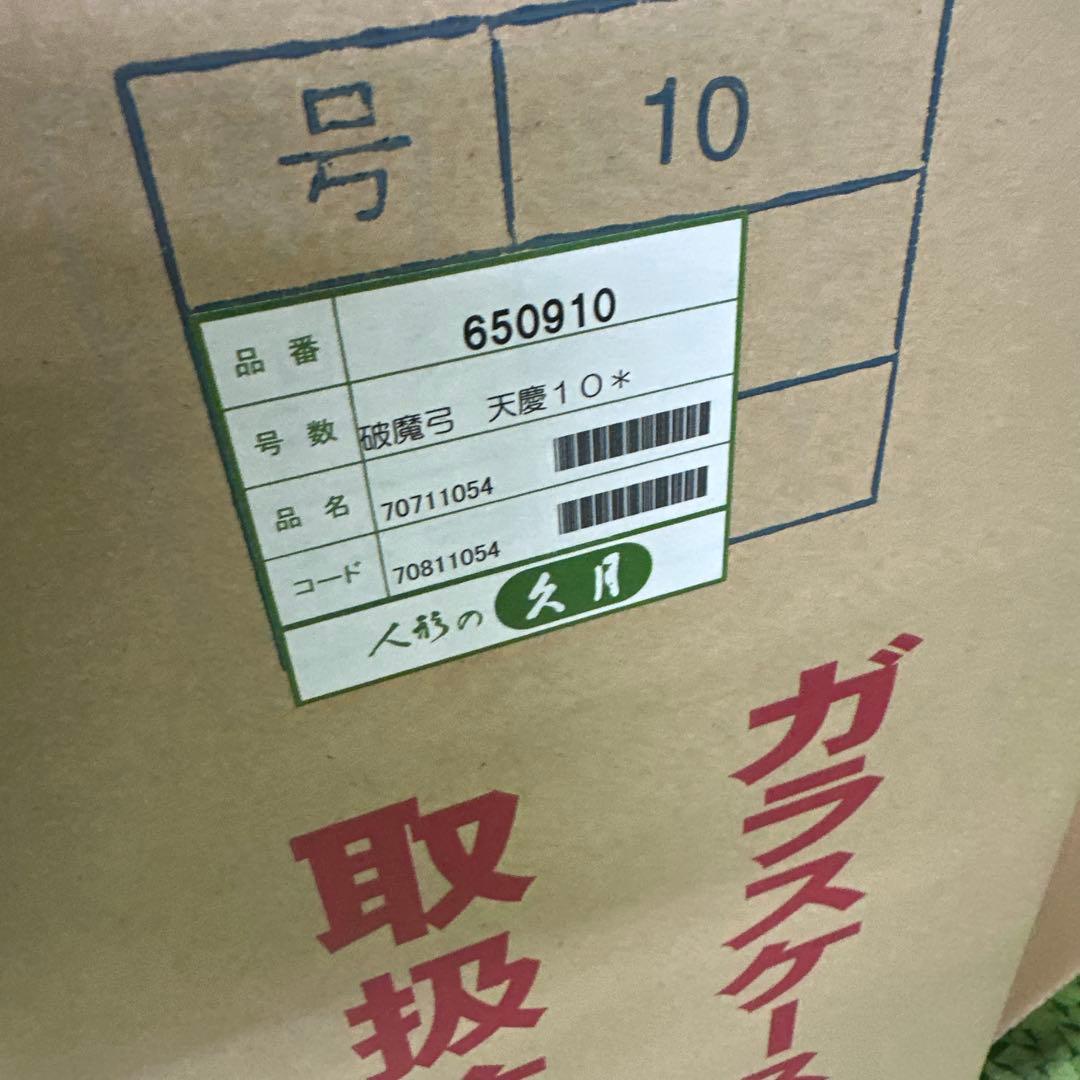 号 10
品番 650910
号数 破魔弓 天慶10*
品名 70711054
コード 70811054
人形の 久月
ガラスケース
取扱